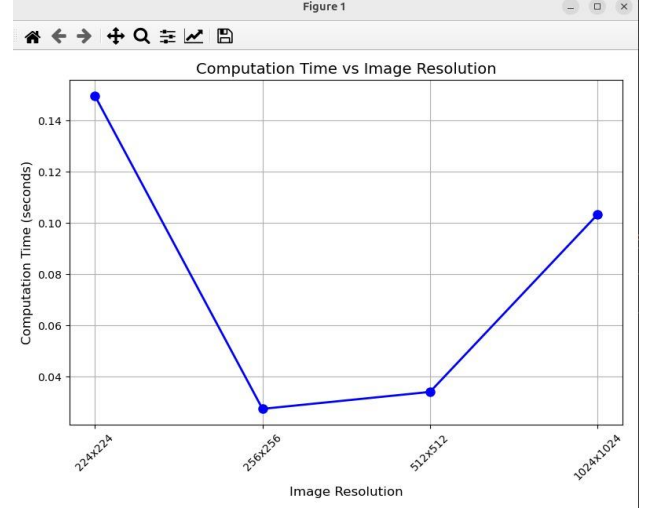 Figure 1
Computation Time vs Image Resolution
0.14
0.12
0.10
0.08
0.06
0.04
Computation Time (seconds)
224x224
256x256
512x512
1024x1024
Image Resolution